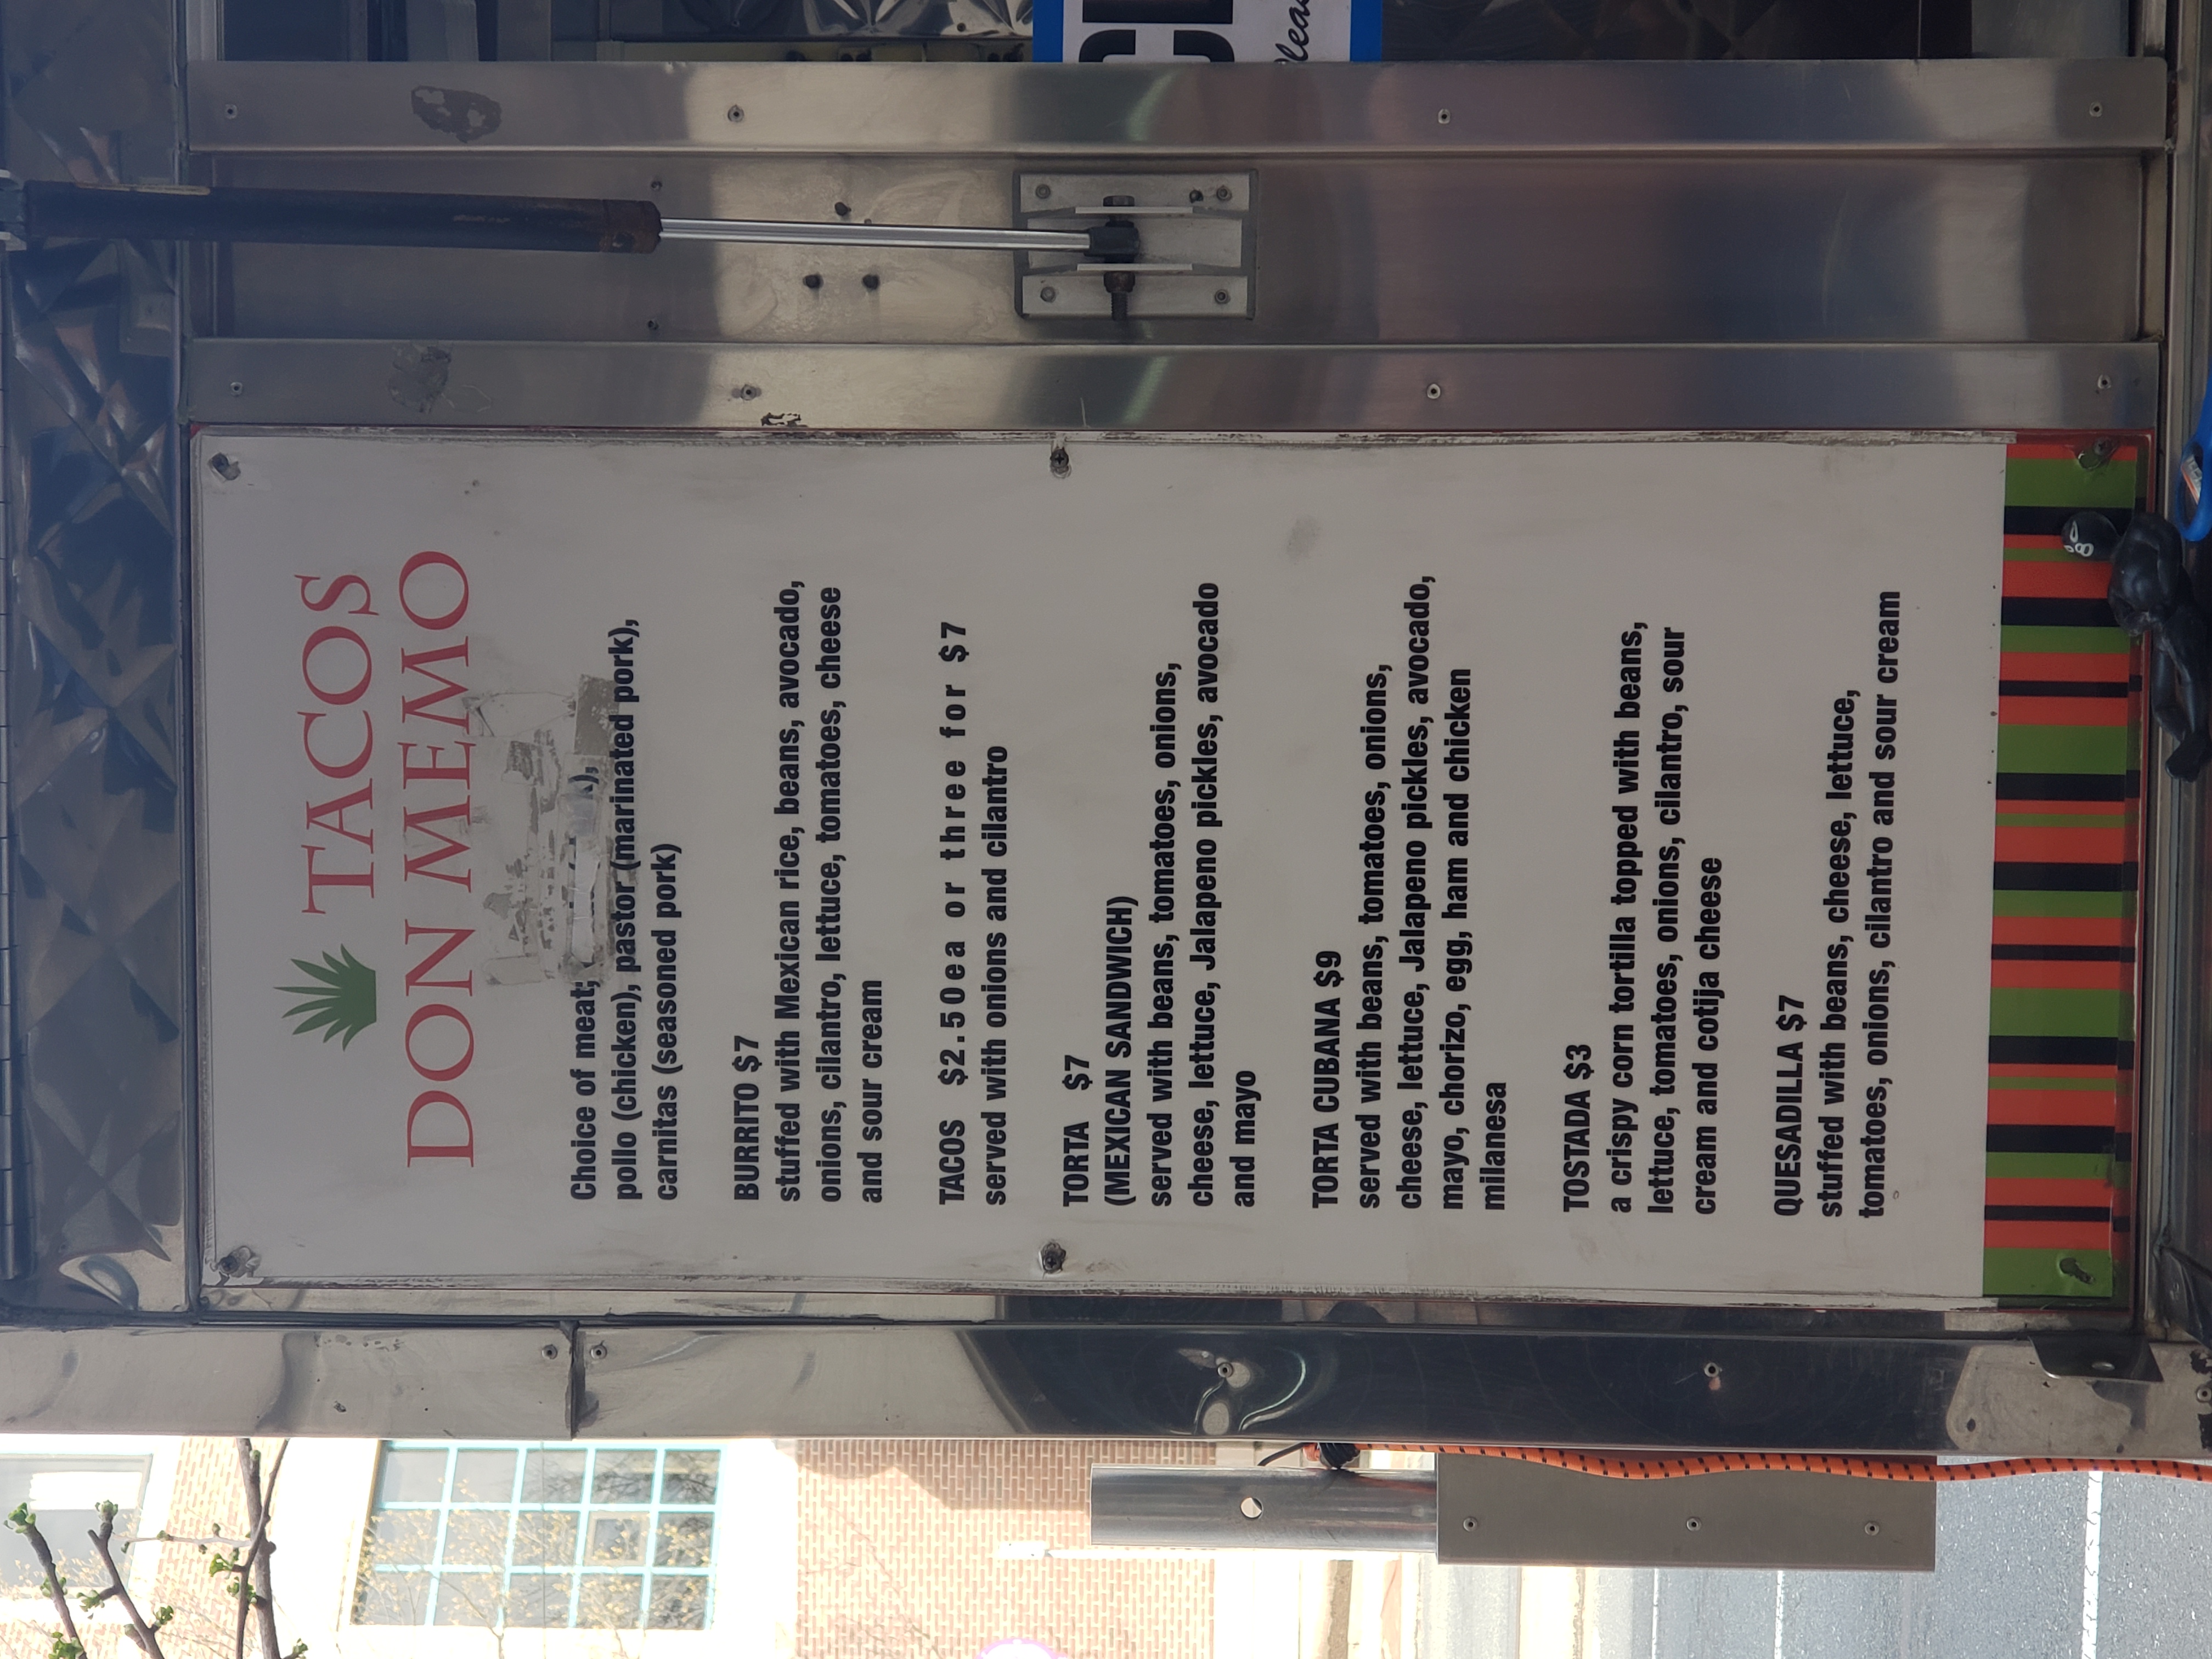 TACOS
DON MEMO
Choice of meat;
pollo (chicken), pastor (marinated pork),
carnitas (seasoned pork)
BURRITO $7
stuffed with Mexican rice, beans, avocado,
onions, cilantro, lettuce, tomatoes, cheese
and sour cream
TACOS $2.50ea or three for $7
served with onions and cilantro
TORTA $7
(MEXICAN SANDWICH)
served with beans, tomatoes, onions,
cheese, lettuce, Jalapeno pickles, avocado
and mayo
TORTA CUBANA $9
served with beans, tomatoes, onions,
cheese, lettuce, Jalapeno pickles, avocado,
mayo, chorizo, egg, ham and chicken
milanesa
TOSTADA $3
a crispy corn tortilla topped with beans,
lettuce, tomatoes, onions, cilantro, sour
cream and cotija cheese
QUESADILLA $7
stuffed with beans, cheese, lettuce,
tomatoes, onions, cilantro and sour cream